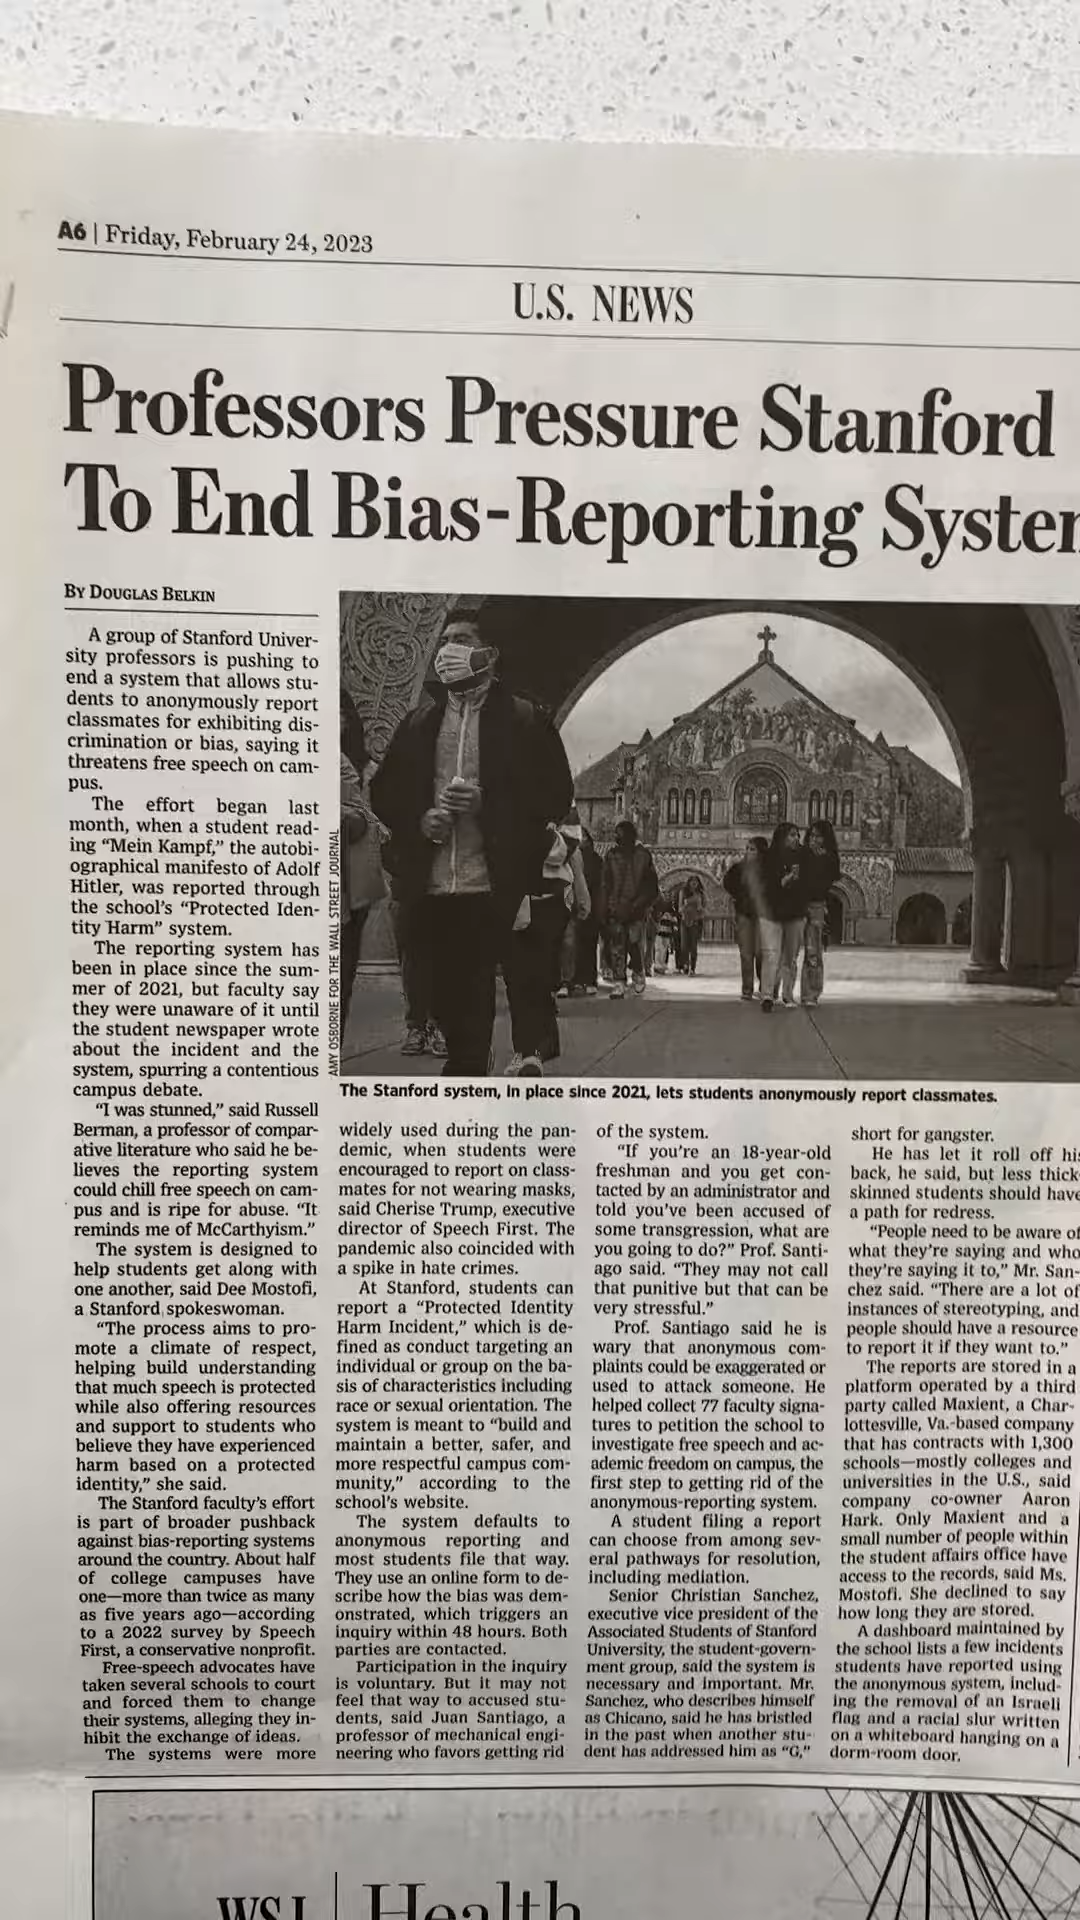 A6 | Friday, February 24, 2023
U.S. NEWS
Professors Pressure Stanford
To End Bias-Reporting
BY DOUGLAS BELKIN
A group of Stanford Univer-
sity professors is pushing to
end a system that allows stu-
dents to anonymously report
classmates for exhibiting dis-
crimination or bias, saying it
threatens free speech on cam-
pus.
The effort began last
month, when a student read-
ing “Mein Kampf,” the autobi-
ographical manifesto of Adolf
Hitler, was reported through
the school’s “Protected Iden-
tity Harm” system.
The reporting system has
been in place since the sum-
mer of 2021, but faculty say
they were unaware of it until
the student newspaper wrote
about the incident and the
system, spurring a contentious
campus debate.
“I was stunned,” said Russell
Berman, a professor of compar-
ative literature who said he be-
lieves the reporting system
could chill free speech on cam-
pus and is ripe for abuse. “It
reminds me of McCarthyism.”
The system is designed to
help students get along with
one another, said Dee Mostofi,
a Stanford spokeswoman.
“The process aims to pro-
mote a climate of respect,
helping build understanding
that much speech is protected
while also offering resources
and support to students who
believe they have experienced
harm based on a protected
identity,” she said.
The Stanford faculty’s effort
is part of broader pushback
against bias-reporting systems
around the country. About half
of college campuses have
one—more than twice as many
as five years ago—according
to a 2022 survey by Speech
First, a conservative nonprofit.
Free-speech advocates have
taken several schools to court
and forced them to change
their systems, alleging they in-
hibit the exchange of ideas.
The systems were more
AMY OSBORNE FOR THE WALL STREET JOURNAL
The Stanford system, in place since 2021, lets students anonymously report classmates.
widely used during the pan-
demic, when students were
encouraged to report on class-
mates for not wearing masks,
said Cherise Trump, executive
director of Speech First. The
pandemic also coincided with
a spike in hate crimes.
At Stanford, students can
report a “Protected Identity
Harm Incident,” which is de-
fined as conduct targeting an
individual or group on the ba-
sis of characteristics including
race or sexual orientation. The
system is meant to “build and
maintain a better, safer, and
more respectful campus com-
munity,” according to the
school’s website.
The system defaults to
anonymous reporting and
most students file that way.
They use an online form to de-
scribe how the bias was dem-
onstrated, which triggers an
inquiry within 48 hours. Both
parties are contacted.
Participation in the inquiry
is voluntary. But it may not
feel that way to accused stu-
dents, said Juan Santiago, a
professor of mechanical engi-
neering who favors getting rid
of the system.
“If you’re an 18-year-old
freshman and you get con-
tacted by an administrator and
told you’ve been accused of
some transgression, what are
you going to do?” Prof. Santi-
ago said. “They may not call
that punitive but that can be
very stressful.”
Prof. Santiago said he is
wary that anonymous com-
plaints could be exaggerated or
used to attack someone. He
helped collect 77 faculty signa-
tures to petition the school to
investigate free speech and ac-
ademic freedom on campus, the
first step to getting rid of the
anonymous-reporting system.
A student filing a report
can choose from among sev-
eral pathways for resolution,
including mediation.
Senior Christian Sanchez,
executive vice president of the
Associated Students of Stanford
University, the student-govern-
ment group, said the system is
necessary and important. Mr.
Sanchez, who describes himself
as Chicano, said he has bristled
in the past when another stu-
dent has addressed him as “G,”
short for gangster.
He has let it roll off his
back, he said, but less thick-
skinned students should have
a path for redress.
“People need to be aware of
what they’re saying and who
they’re saying it to,” Mr. San-
chez said. “There are a lot of
instances of stereotyping, and
people should have a resource
to report it if they want to.”
The reports are stored in a
platform operated by a third
party called Maxient, a Char-
lottesville, Va.-based company
that has contracts with 1,300
schools—mostly colleges and
universities in the U.S., said
company co-owner Aaron
Hark. Only Maxient and a
small number of people within
the student affairs office have
access to the records, said Ms.
Mostofi. She declined to say
how long they are stored.
A dashboard maintained by
the school lists a few incidents
students have reported using
the anonymous system, includ-
ing the removal of an Israeli
flag and a racial slur written
on a whiteboard hanging on a
dorm-room door.
WSJ | Health